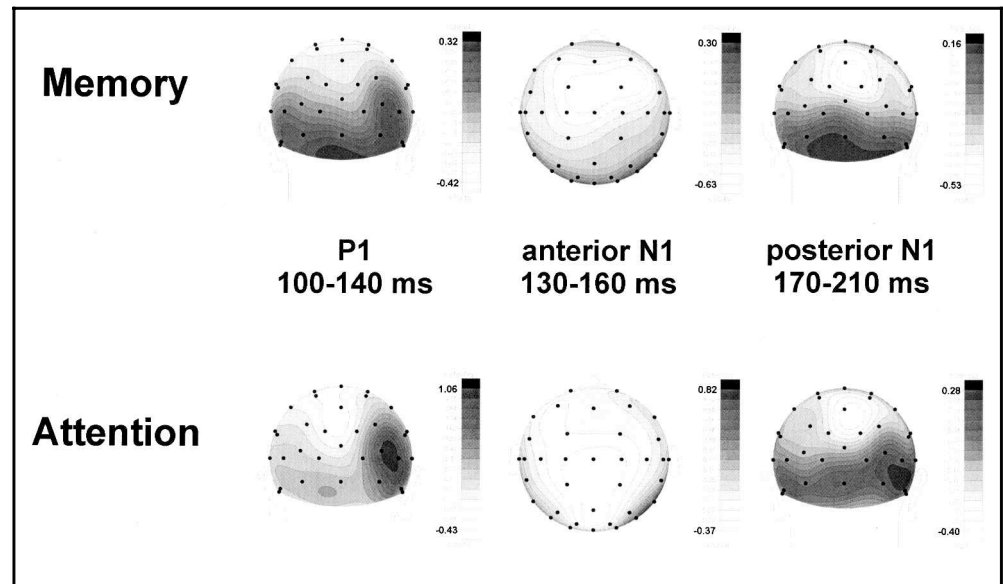 Memory
0.32
-0.42
0.30
-0.63
0.16
-0.53
P1
100-140 ms
anterior N1
130-160 ms
posterior N1
170-210 ms
Attention
1.06
-0.43
0.82
-0.37
0.28
-0.40